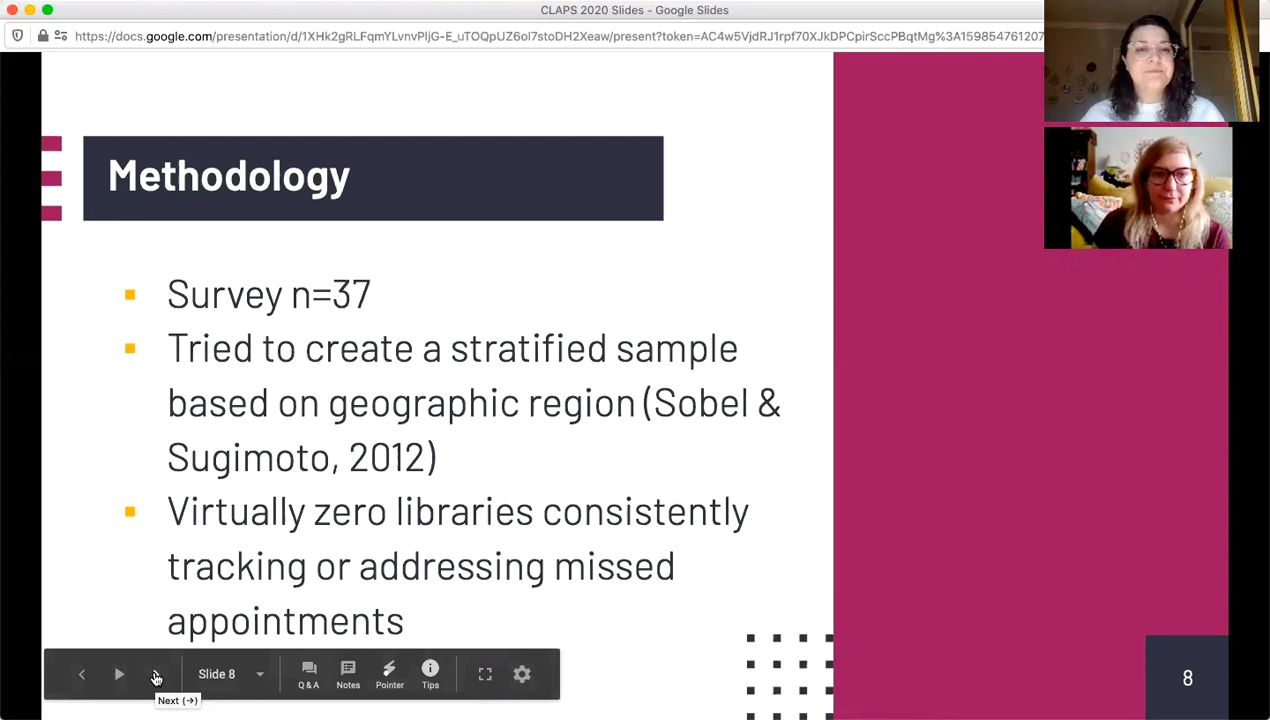 CLAPS 2020 Slides - Google Slides
https://docs.google.com/presentation/d/1XHk2gRLFqmYLvnvPljG-E_uTOQpUZ6ol7stoDH2Xeaw/present?token=AC4w5VjdRJ1rpf70XJkDPCpirSccPBqtMg%3A159854761207
Methodology
▪ Survey n=37
▪ Tried to create a stratified sample
based on geographic region (Sobel &
Sugimoto, 2012)
▪ Virtually zero libraries consistently
tracking or addressing missed
appointments
Slide 8
Q & A Notes Pointer Tips
Next (→)
8